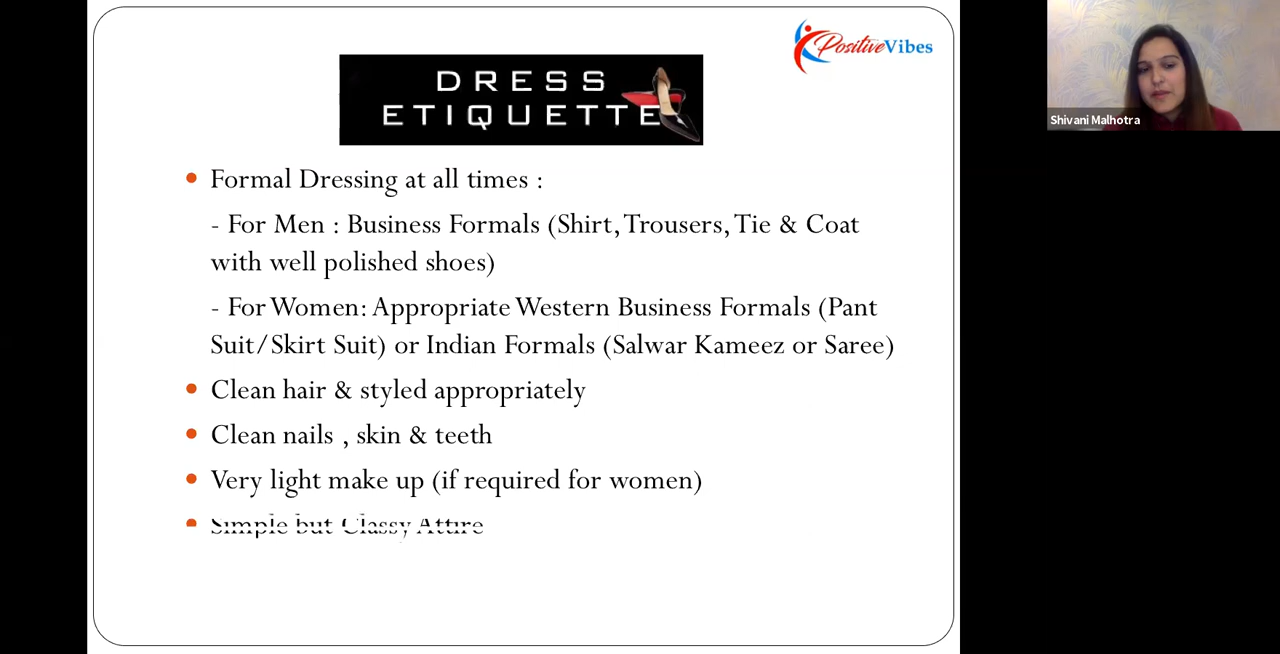 PositiveVibes
DRESS
ETIQUETTE
Shivani Malhotra
• Formal Dressing at all times :
- For Men : Business Formals (Shirt, Trousers, Tie & Coat
with well polished shoes)
- For Women: Appropriate Western Business Formals (Pant
Suit/Skirt Suit) or Indian Formals (Salwar Kameez or Saree)
• Clean hair & styled appropriately
• Clean nails , skin & teeth
• Very light make up (if required for women)
• Simple but Classy Attire